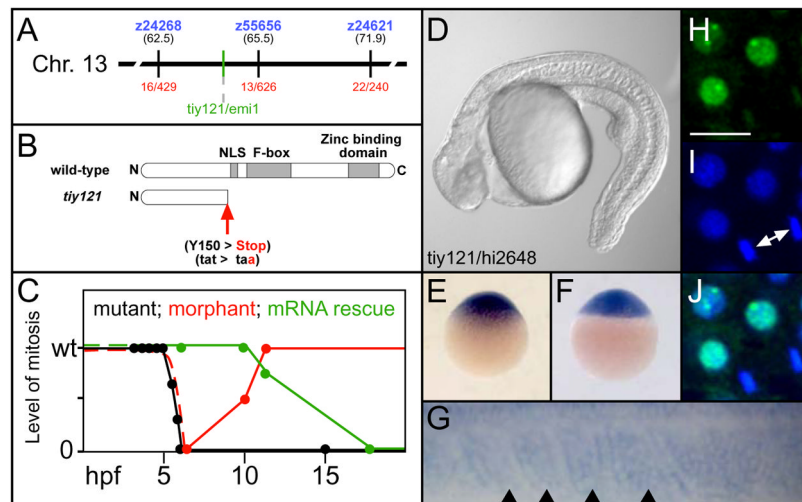 A
z24268 z55656 z24621
(62.5) (65.5) (71.9)
Chr. 13
16/429 13/626 22/240
tiy121/emi1
B
Zinc binding
NLS F-box domain
wild-type N C
tiy121 N
(Y150 > Stop)
(tat > taa)
C
mutant; morphant; mRNA rescue
Level of mitosis
wt
0
hpf 5 10 15
D
tiy121/hi2648
E
F
G
H
I
J